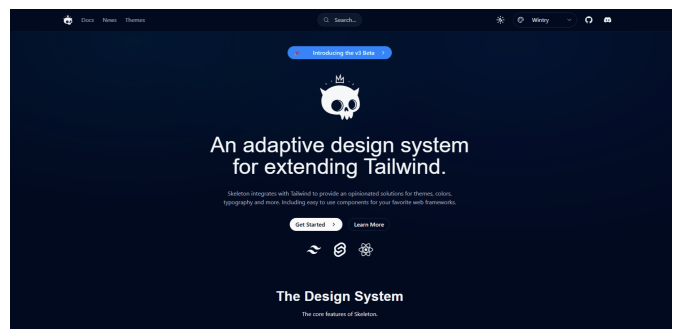 Docs News Themes Search... Wintry
Introducing the v3 Beta
An adaptive design system
for extending Tailwind.
Skeleton integrates with Tailwind to provide an opinionated solutions for themes, colors,
typography and more. Including easy to use components for your favorite web frameworks.
Get Started Learn More
The Design System
The core features of Skeleton.